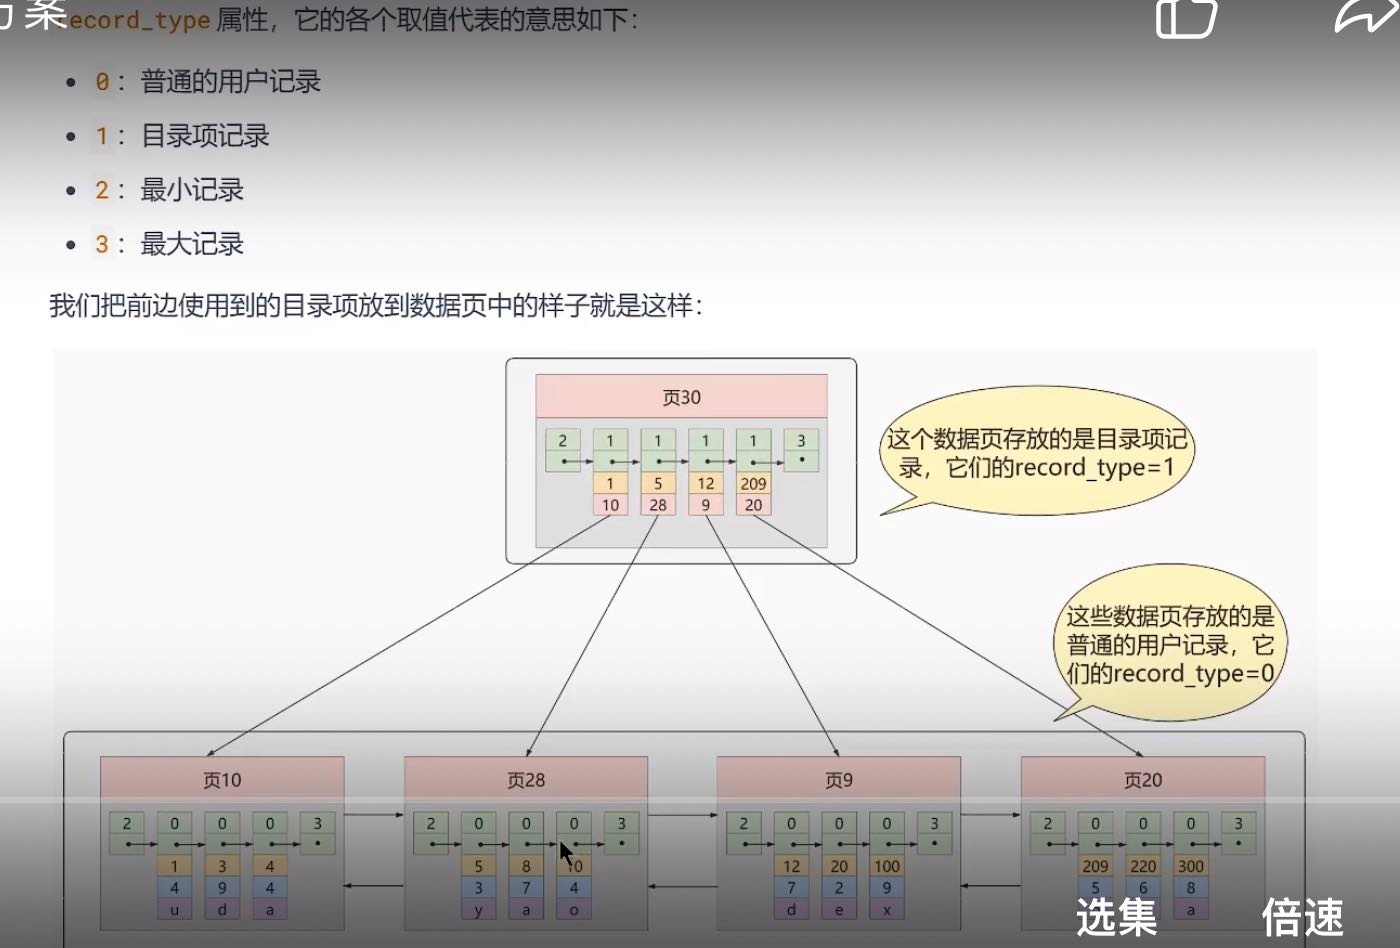 方案
record_type 属性，它的各个取值代表的意思如下：
0：普通的用户记录
1：目录项记录
2：最小记录
3：最大记录
我们把前边使用到的目录项放到数据页中的样子就是这样：
页30
2 1 1 1 1 3
1 5 12 209
10 28 9 20
这个数据页存放的是目录项记
录，它们的record_type=1
这些数据页存放的是
普通的用户记录，它
们的record_type=0
页10
2 0 0 0 3
1 3 4
4 9 4
u d a
页28
2 0 0 0 3
5 8 10
3 7 4
y a o
页9
2 0 0 0 3
12 20 100
7 2 9
d e x
页20
2 0 0 0 3
209 220 300
5 6 8
a
选集
倍速